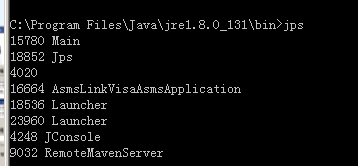 C:\Program Files\Java\jre1.8.0_131\bin>jps
15780 Main
18852 Jps
4020
16664 AsmsLinkVisaAsmsApplication
18536 Launcher
23960 Launcher
4248 JConsole
9032 RemoteMavenServer